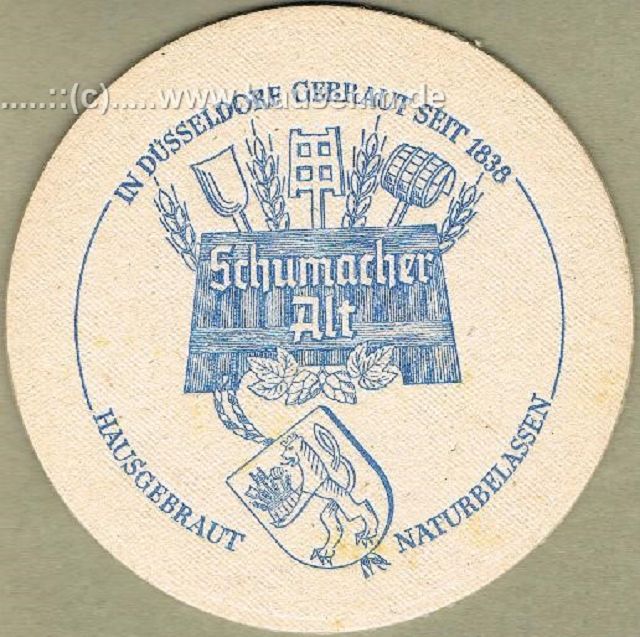 IN DÜSSELDORF GEBRAUT SEIT 1838
Schumacher
Alt
HAUSGEBRAUT
NATURBELASSEN